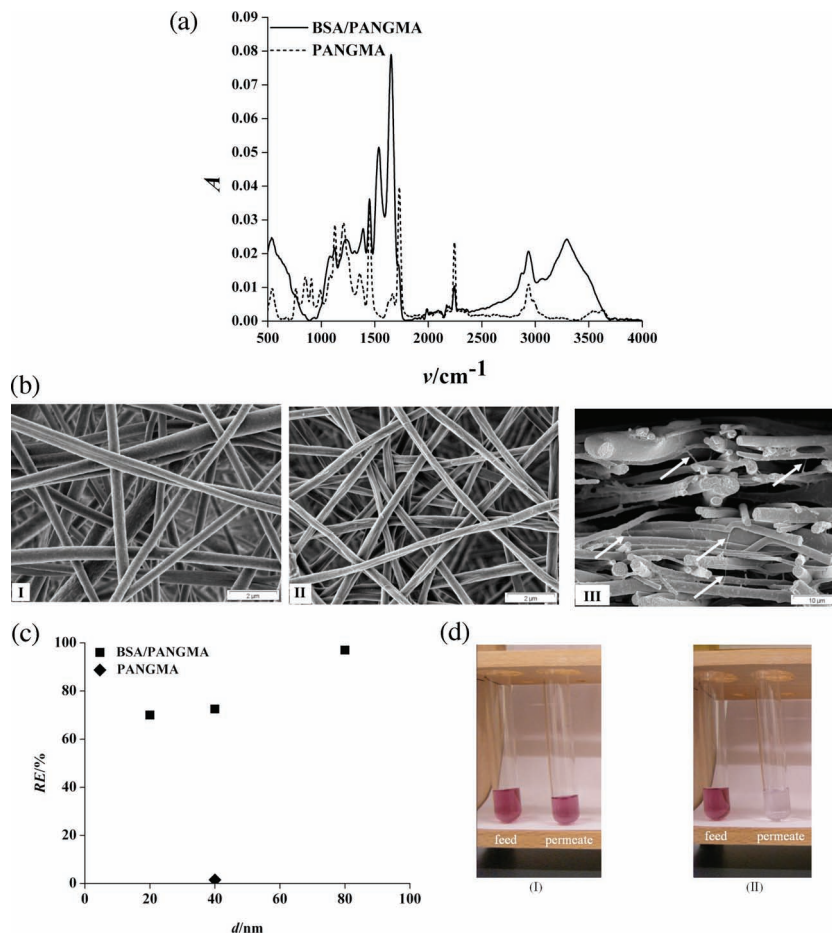 (a)
BSA/PANGMA
PANGMA
0.09
0.08
0.07
0.06
0.05
0.04
0.03
0.02
0.01
0.00
A
500 1000 1500 2000 2500 3000 3500 4000
ν/cm-1
(b)
I
2 µm
II
2 µm
III
10 µm
(c)
BSA/PANGMA
PANGMA
100
80
60
40
20
0
RE/%
0 20 40 60 80 100
d/nm
(d)
feed permeate
(I)
feed permeate
(II)